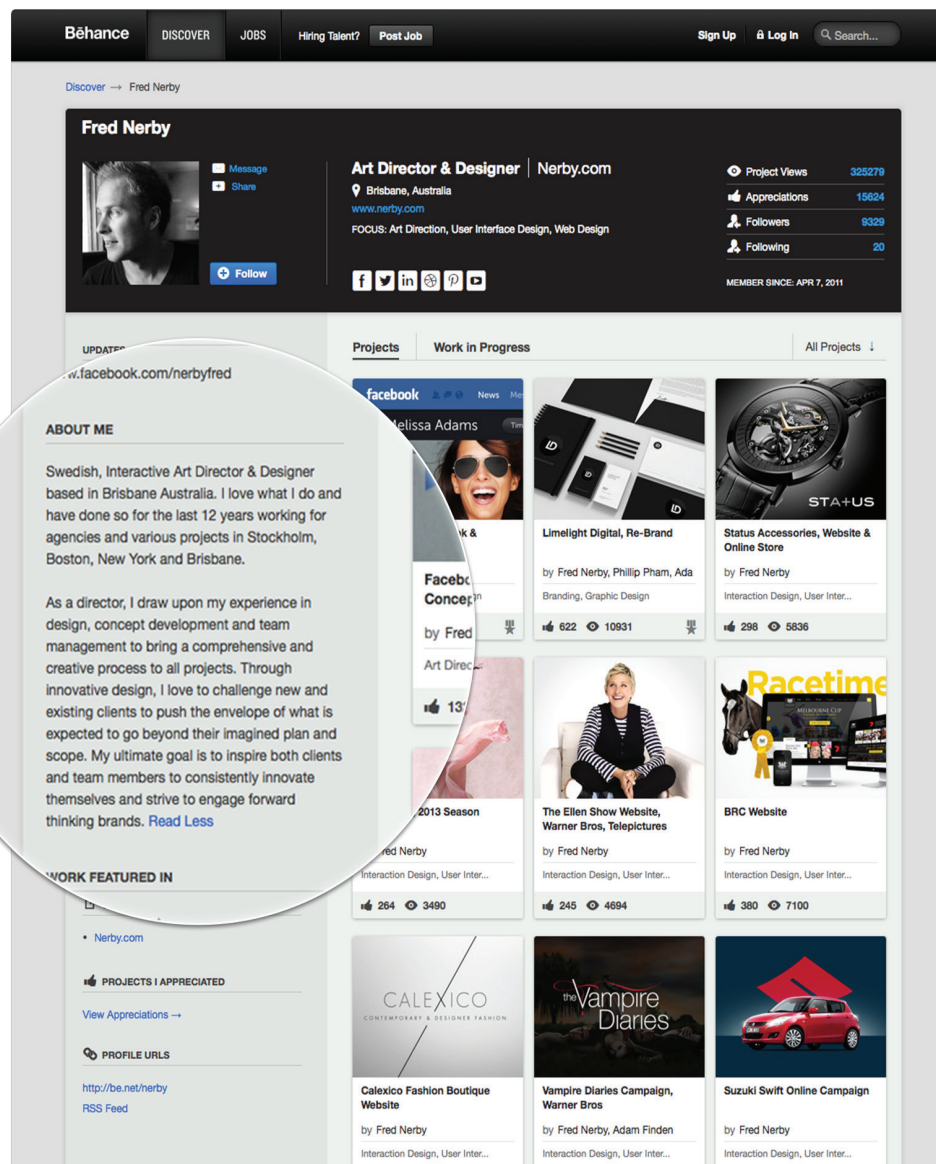 Bēhance DISCOVER JOBS Hiring Talent? Post Job Sign Up Log In Search...
Discover → Fred Nerby
Fred Nerby
Message
Share
Follow
Art Director & Designer | Nerby.com
Brisbane, Australia
www.nerby.com
FOCUS: Art Direction, User Interface Design, Web Design
Project Views 325279
Appreciations 15624
Followers 9329
Following 20
MEMBER SINCE: APR 7, 2011
UPDATES
w.facebook.com/nerbyfred
ABOUT ME
Swedish, Interactive Art Director & Designer
based in Brisbane Australia. I love what I do and
have done so for the last 12 years working for
agencies and various projects in Stockholm,
Boston, New York and Brisbane.
As a director, I draw upon my experience in
design, concept development and team
management to bring a comprehensive and
creative process to all projects. Through
innovative design, I love to challenge new and
existing clients to push the envelope of what is
expected to go beyond their imagined plan and
scope. My ultimate goal is to inspire both clients
and team members to consistently innovate
themselves and strive to engage forward
thinking brands. Read Less
WORK FEATURED IN
• Nerby.com
PROJECTS I APPRECIATED
View Appreciations →
PROFILE URLS
http://be.net/nerby
RSS Feed
Projects Work in Progress All Projects ↓
facebook News
Melissa Adams
Fred
LD
Limelight Digital, Re-Brand
by Fred Nerby, Phillip Pham, Ada
Branding, Graphic Design
622 10931
STA+US
Status Accessories, Website &
Online Store
by Fred Nerby
Interaction Design, User Inter...
298 5836
2013 Season
Fred Nerby
Interaction Design, User Inter...
264 3490
The Ellen Show Website,
Warner Bros, Telepictures
by Fred Nerby
Interaction Design, User Inter...
245 4694
Racetime
MELBOURNE CUP
BRC Website
by Fred Nerby
Interaction Design, User Inter...
380 7100
CALEXICO
CONTEMPORARY & DESIGNER FASHION
Calexico Fashion Boutique
Website
by Fred Nerby
Interaction Design, User Inter...
the Vampire
Diaries
Vampire Diaries Campaign,
Warner Bros
by Fred Nerby, Adam Finden
Interaction Design, User Inter...
Suzuki Swift Online Campaign
by Fred Nerby
Interaction Design, User Inter...